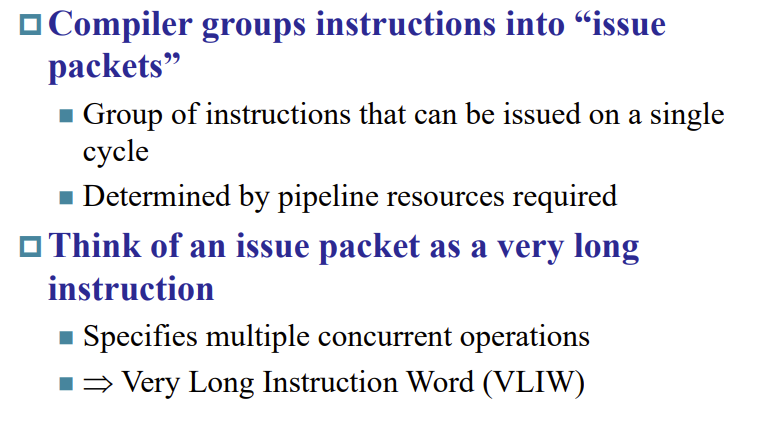 Compiler groups instructions into “issue
packets”
Group of instructions that can be issued on a single
cycle
Determined by pipeline resources required
Think of an issue packet as a very long
instruction
Specifies multiple concurrent operations
⇒ Very Long Instruction Word (VLIW)